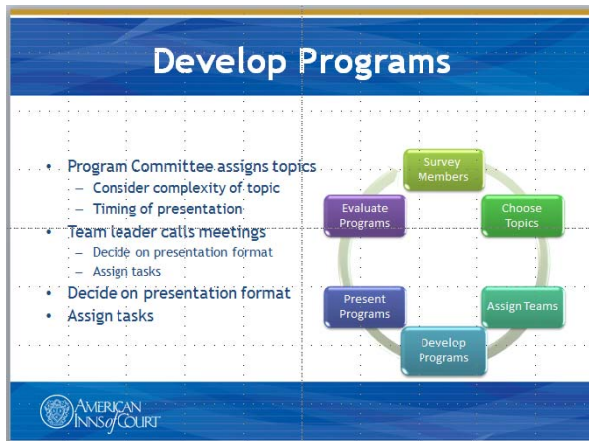 Develop Programs
• Program Committee assigns topics
– Consider complexity of topic
– Timing of presentation
• Team leader calls meetings
– Decide on presentation format
– Assign tasks
• Decide on presentation format
• Assign tasks
Survey
Members
Choose
Topics
Assign Teams
Develop
Programs
Present
Programs
Evaluate
Programs
AMERICAN
INNS of COURT